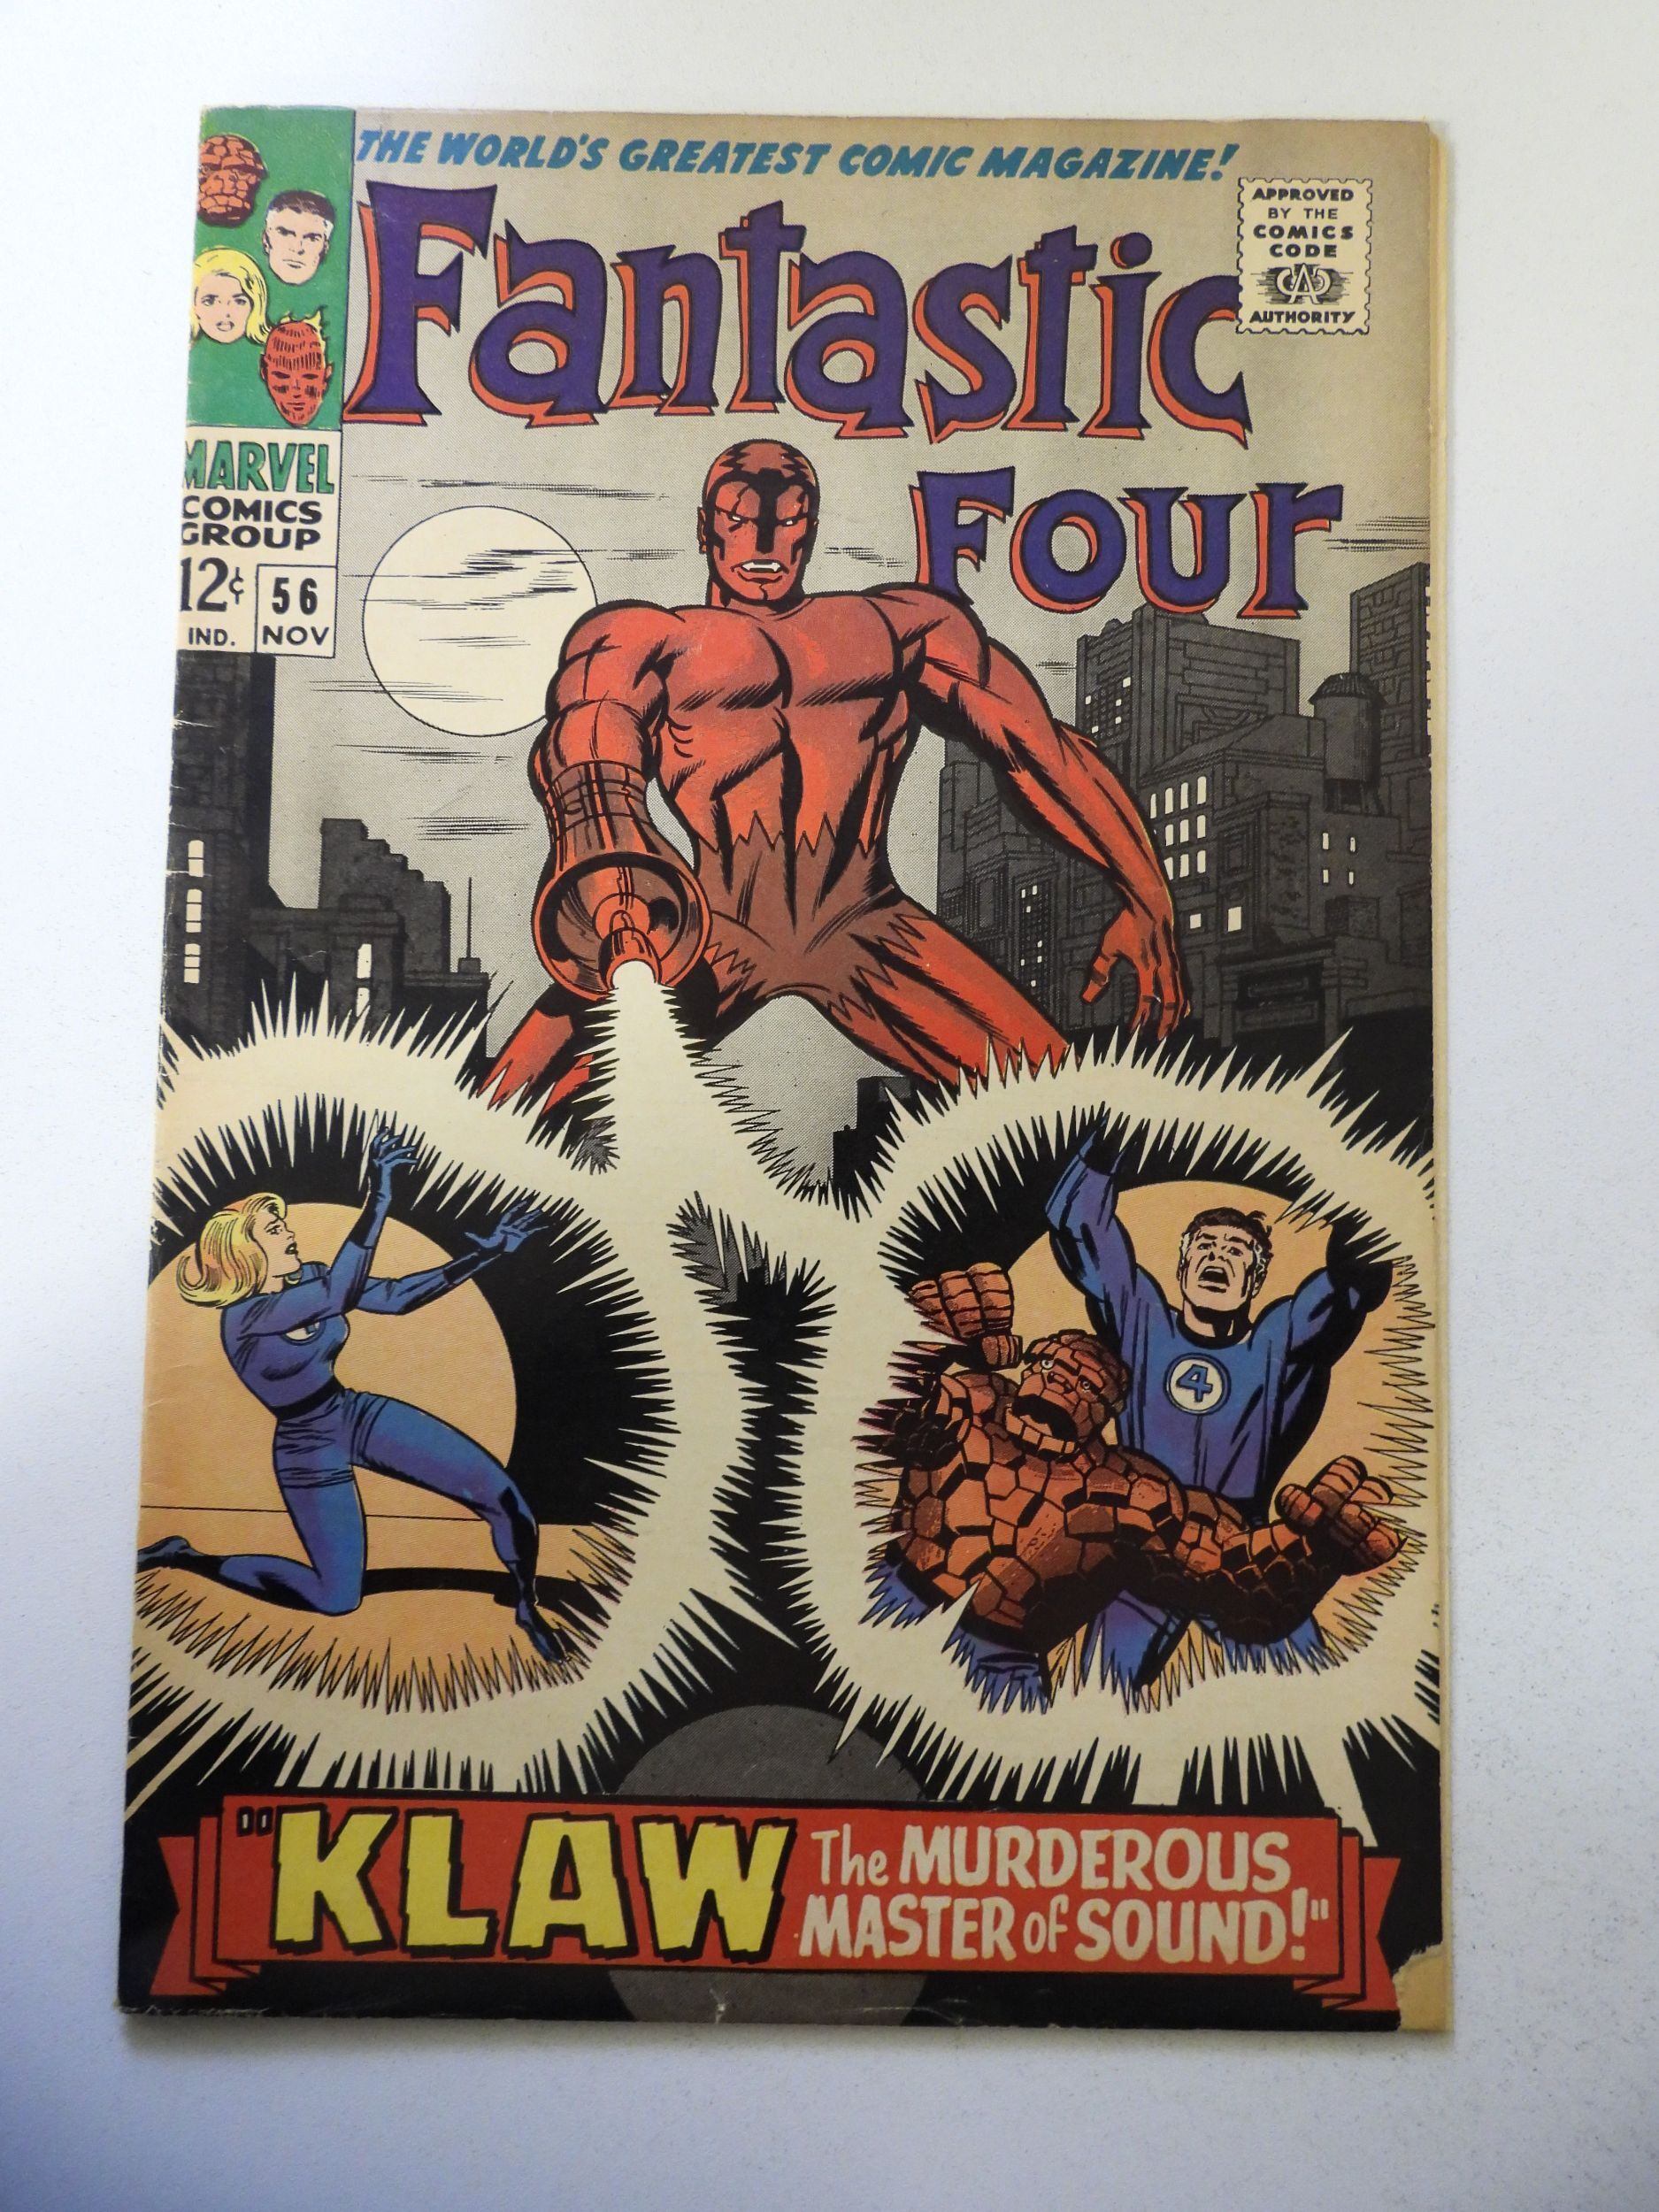 THE WORLD'S GREATEST COMIC MAGAZINE!
Fantastic
Four
APPROVED
BY THE
COMICS
CODE
CA
AUTHORITY
MARVEL
COMICS
GROUP
12¢
IND.
56
NOV
4
"KLAW The MURDEROUS
MASTER of SOUND!"